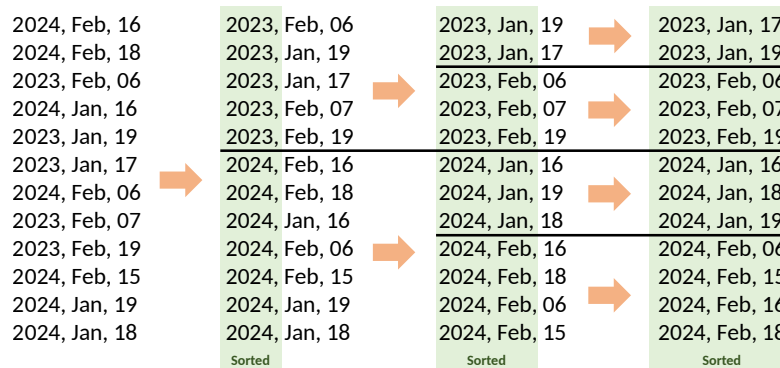 2024, Feb, 16
2024, Feb, 18
2023, Feb, 06
2024, Jan, 16
2023, Jan, 19
2023, Jan, 17
2024, Feb, 06
2023, Feb, 07
2023, Feb, 19
2024, Feb, 15
2024, Jan, 19
2024, Jan, 18
2023, Feb, 06
2023, Jan, 19
2023, Jan, 17
2023, Feb, 07
2023, Feb, 19
2024, Feb, 16
2024, Feb, 18
2024, Jan, 16
2024, Feb, 06
2024, Feb, 15
2024, Jan, 19
2024, Jan, 18
Sorted
2023, Jan, 19
2023, Jan, 17
2023, Feb, 06
2023, Feb, 07
2023, Feb, 19
2024, Jan, 16
2024, Jan, 19
2024, Jan, 18
2024, Feb, 16
2024, Feb, 18
2024, Feb, 06
2024, Feb, 15
Sorted
2023, Jan, 17
2023, Jan, 19
2023, Feb, 06
2023, Feb, 07
2023, Feb, 19
2024, Jan, 16
2024, Jan, 18
2024, Jan, 19
2024, Feb, 06
2024, Feb, 15
2024, Feb, 16
2024, Feb, 18
Sorted